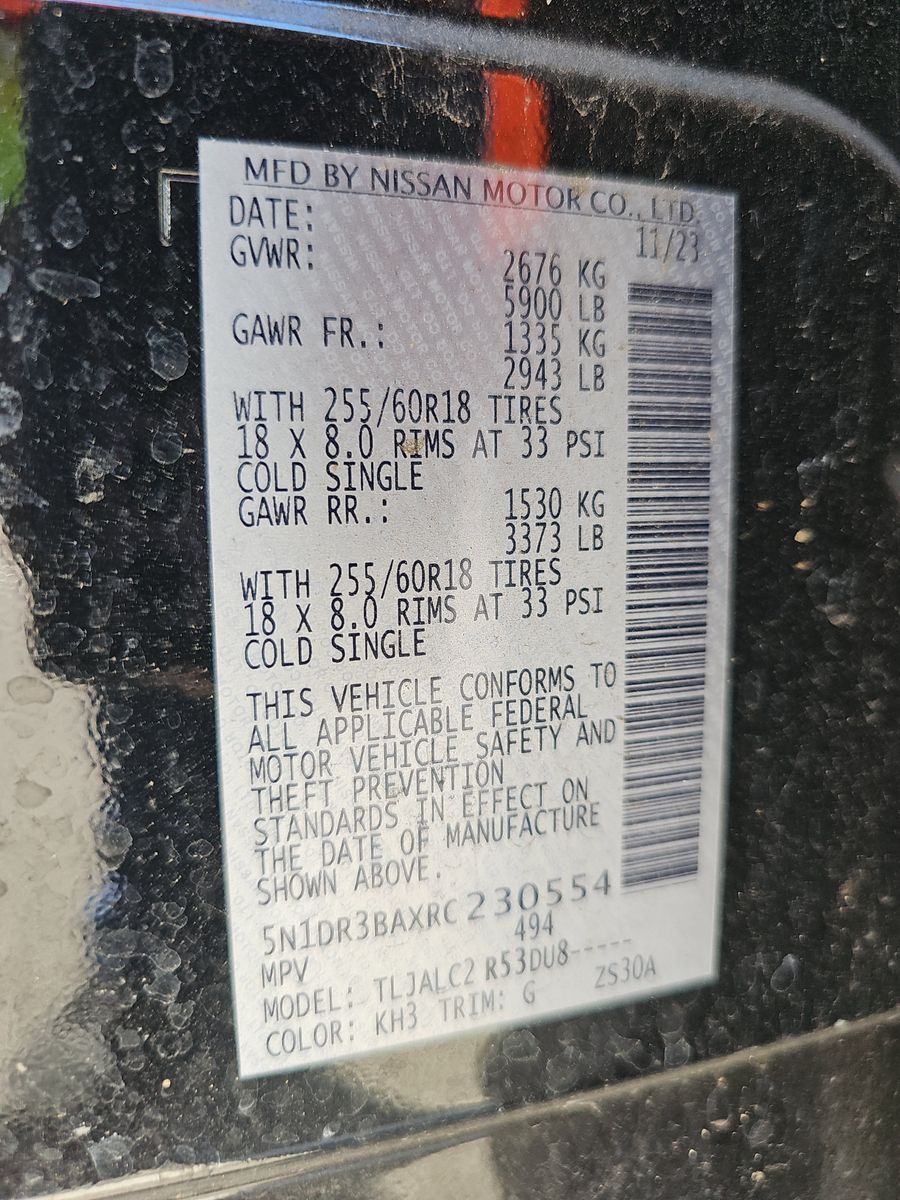 MFD BY NISSAN MOTOR CO., LTD.
DATE: 11/23
GVWR: 2676 KG
5900 LB
GAWR FR.: 1335 KG
2943 LB
WITH 255/60R18 TIRES
18 X 8.0 RIMS AT 33 PSI
COLD SINGLE
GAWR RR.: 1530 KG
3373 LB
WITH 255/60R18 TIRES
18 X 8.0 RIMS AT 33 PSI
COLD SINGLE
THIS VEHICLE CONFORMS TO
ALL APPLICABLE FEDERAL
MOTOR VEHICLE SAFETY AND
THEFT PREVENTION
STANDARDS IN EFFECT ON
THE DATE OF MANUFACTURE
SHOWN ABOVE.
5N1DR3BAXRC230554
MPV 494
MODEL: TLJALC2 R53DU8-----
COLOR: KH3 TRIM: G ZS30A